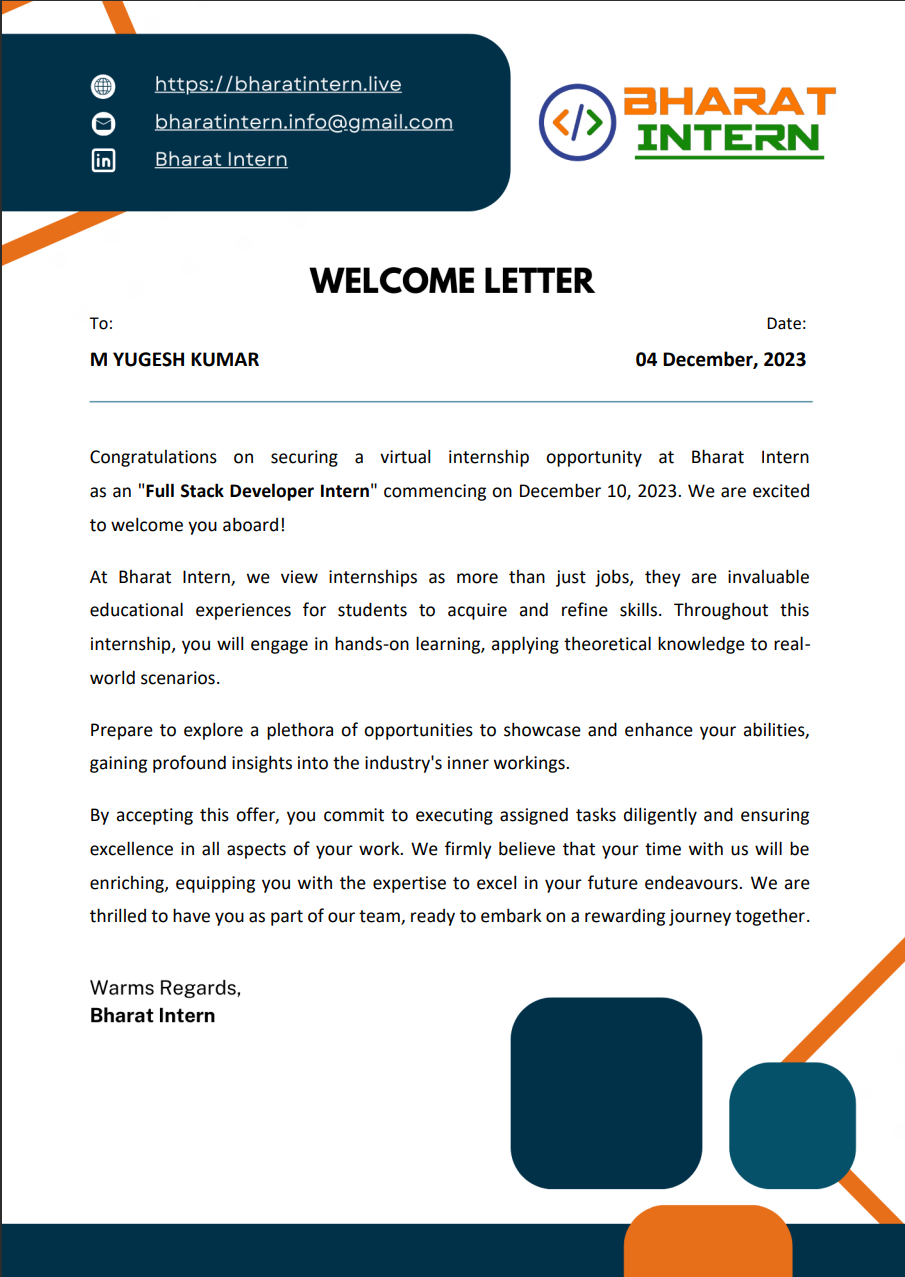 https://bharatintern.live
bharatintern.info@gmail.com
in
Bharat Intern
</>
BHARAT
INTERN
WELCOME LETTER
To:
Date:
M YUGESH KUMAR
04 December, 2023
Congratulations on securing a virtual internship opportunity at Bharat Intern
as an "Full Stack Developer Intern" commencing on December 10, 2023. We are excited
to welcome you aboard!
At Bharat Intern, we view internships as more than just jobs, they are invaluable
educational experiences for students to acquire and refine skills. Throughout this
internship, you will engage in hands-on learning, applying theoretical knowledge to real-
world scenarios.
Prepare to explore a plethora of opportunities to showcase and enhance your abilities,
gaining profound insights into the industry's inner workings.
By accepting this offer, you commit to executing assigned tasks diligently and ensuring
excellence in all aspects of your work. We firmly believe that your time with us will be
enriching, equipping you with the expertise to excel in your future endeavours. We are
thrilled to have you as part of our team, ready to embark on a rewarding journey together.
Warms Regards,
Bharat Intern